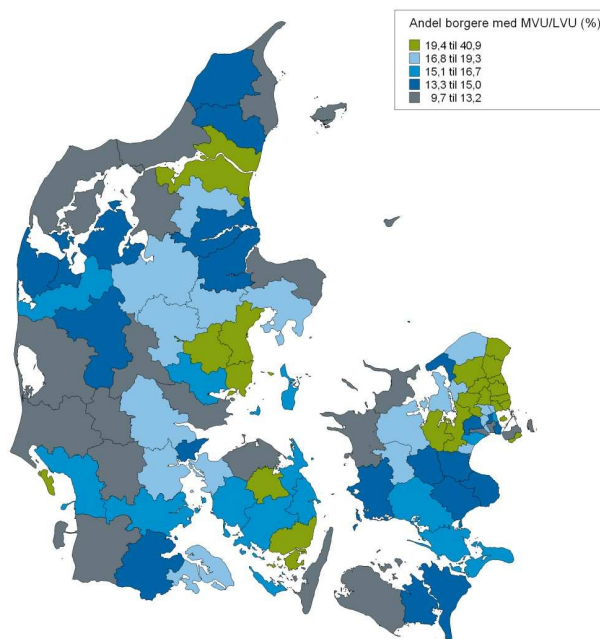 Andel borgere med MVU/LVU (%)
19,4 til 40,9
16,8 til 19,3
15,1 til 16,7
13,3 til 15,0
9,7 til 13,2